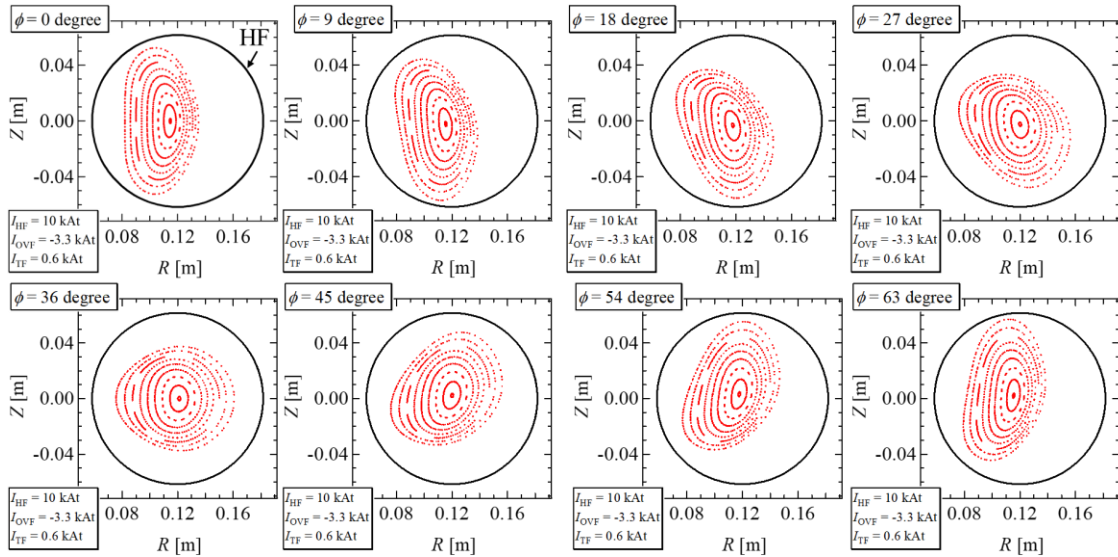 ϕ = 0 degree
HF
0.04
0.00
-0.04
Z [m]
I_HF = 10 kAt
I_OVF = -3.3 kAt
I_TF = 0.6 kAt
0.08 0.12 0.16
R [m]
ϕ = 9 degree
0.04
0.00
-0.04
Z [m]
I_HF = 10 kAt
I_OVF = -3.3 kAt
I_TF = 0.6 kAt
0.08 0.12 0.16
R [m]
ϕ = 18 degree
0.04
0.00
-0.04
Z [m]
I_HF = 10 kAt
I_OVF = -3.3 kAt
I_TF = 0.6 kAt
0.08 0.12 0.16
R [m]
ϕ = 27 degree
0.04
0.00
-0.04
Z [m]
I_HF = 10 kAt
I_OVF = -3.3 kAt
I_TF = 0.6 kAt
0.08 0.12 0.16
R [m]
ϕ = 36 degree
0.04
0.00
-0.04
Z [m]
I_HF = 10 kAt
I_OVF = -3.3 kAt
I_TF = 0.6 kAt
0.08 0.12 0.16
R [m]
ϕ = 45 degree
0.04
0.00
-0.04
Z [m]
I_HF = 10 kAt
I_OVF = -3.3 kAt
I_TF = 0.6 kAt
0.08 0.12 0.16
R [m]
ϕ = 54 degree
0.04
0.00
-0.04
Z [m]
I_HF = 10 kAt
I_OVF = -3.3 kAt
I_TF = 0.6 kAt
0.08 0.12 0.16
R [m]
ϕ = 63 degree
0.04
0.00
-0.04
Z [m]
I_HF = 10 kAt
I_OVF = -3.3 kAt
I_TF = 0.6 kAt
0.08 0.12 0.16
R [m]